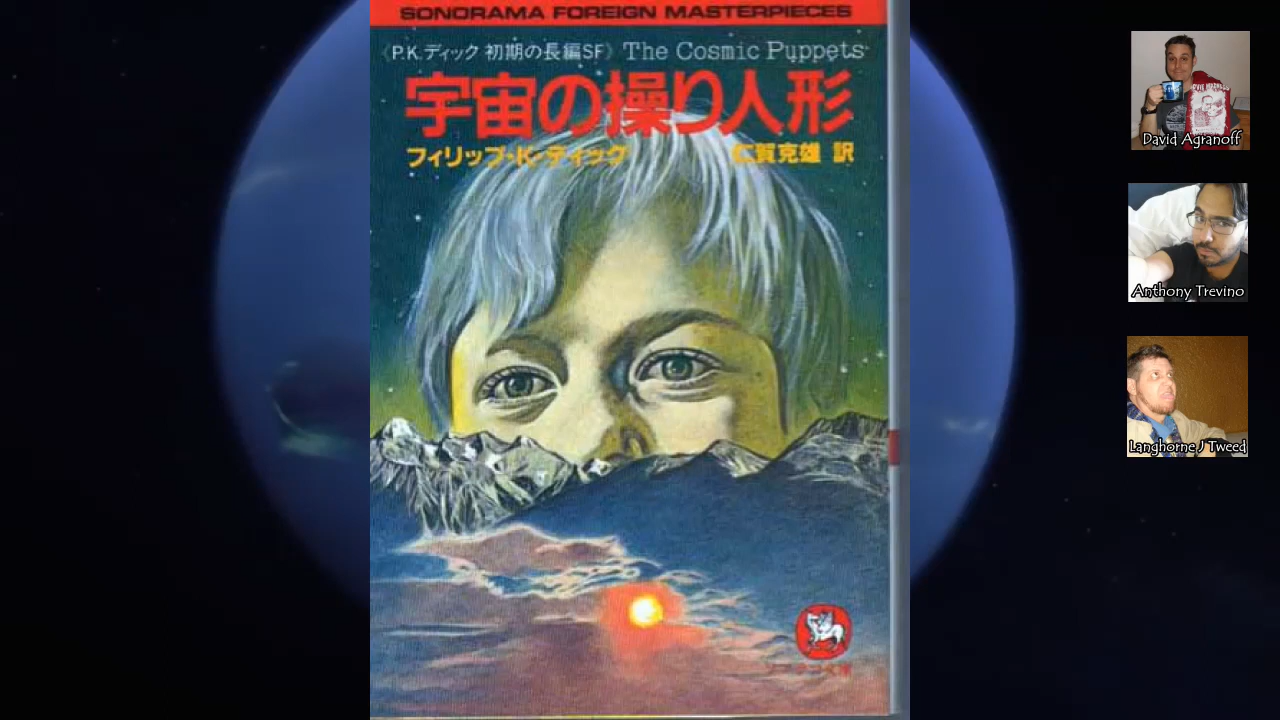 SONORAMA FOREIGN MASTERPIECES
《P.K.ディック 初期の長編SF》 The Cosmic Puppets
宇宙の操り人形
フィリップ・K・ディック 仁賀克雄 訳
David Agranoff
Anthony Trevino
Langhorne J Tweed